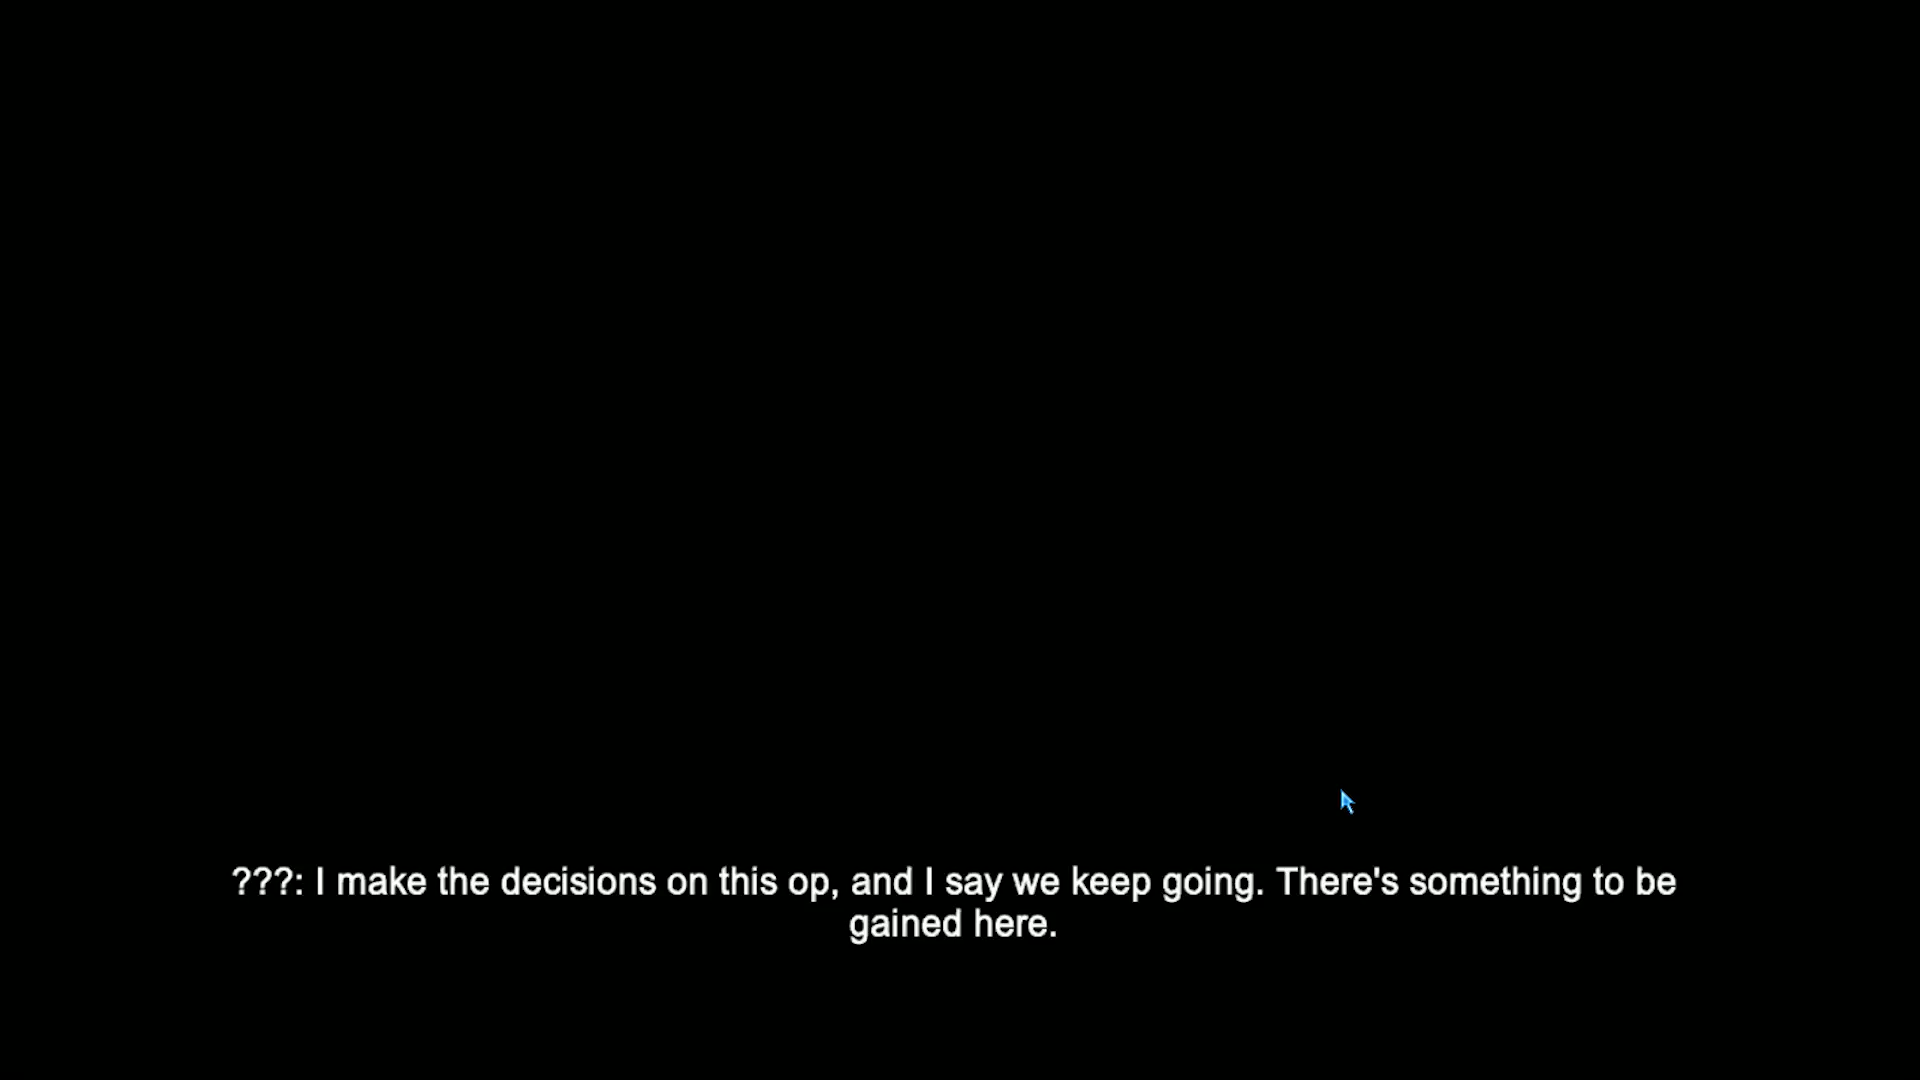 ???: I make the decisions on this op, and I say we keep going. There's something to be
gained here.